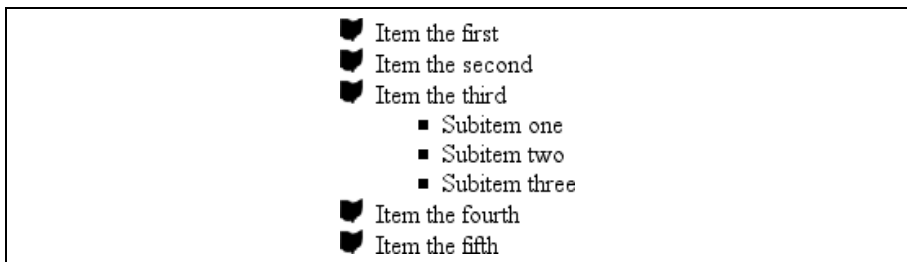 Item the first
Item the second
Item the third
Subitem one
Subitem two
Subitem three
Item the fourth
Item the fifth